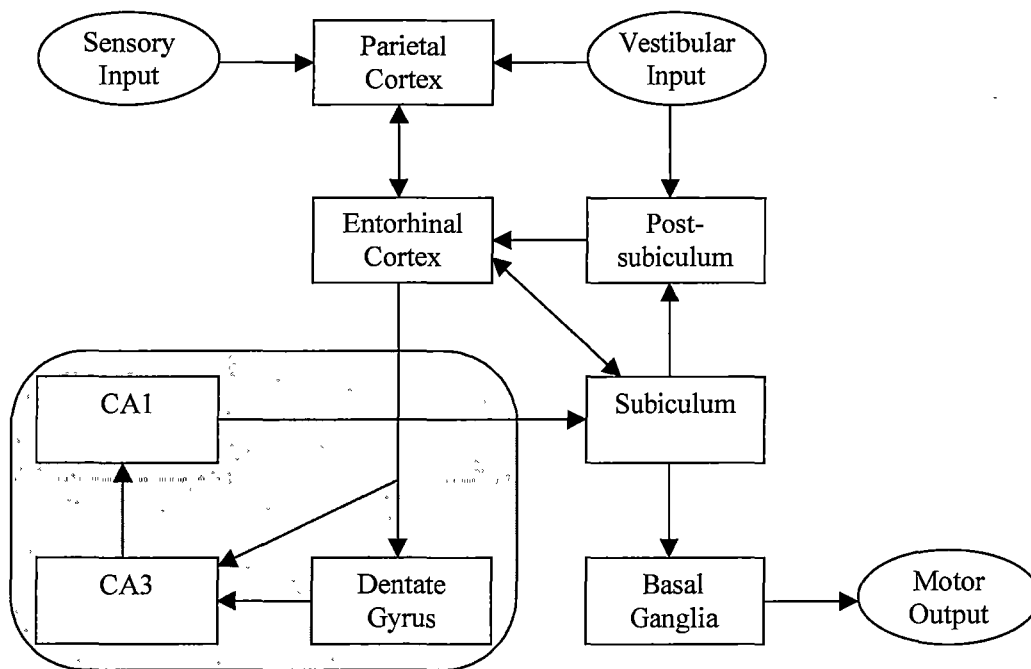 Sensory
Input
Parietal
Cortex
Vestibular
Input
Entorhinal
Cortex
Post-
subiculum
CA1
Subiculum
CA3
Dentate
Gyrus
Basal
Ganglia
Motor
Output